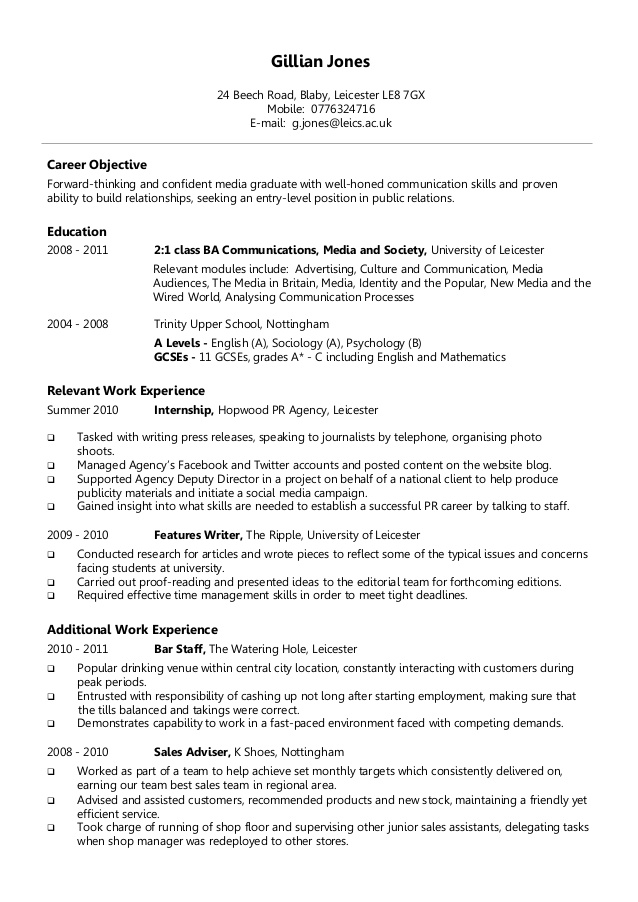 Gillian Jones
24 Beech Road, Blaby, Leicester LE8 7GX
Mobile:  0776324716
E-mail:  g.jones@leics.ac.uk
Career Objective
Forward-thinking and confident media graduate with well-honed communication skills and proven
ability to build relationships, seeking an entry-level position in public relations.
Education
2008 - 2011 2:1 class BA Communications, Media and Society, University of Leicester
Relevant modules include:  Advertising, Culture and Communication, Media
Audiences, The Media in Britain, Media, Identity and the Popular, New Media and the
Wired World, Analysing Communication Processes
2004 - 2008 Trinity Upper School, Nottingham
A Levels - English (A), Sociology (A), Psychology (B)
GCSEs - 11 GCSEs, grades A* - C including English and Mathematics
Relevant Work Experience
Summer 2010 Internship, Hopwood PR Agency, Leicester
❑ Tasked with writing press releases, speaking to journalists by telephone, organising photo
shoots.
❑ Managed Agency's Facebook and Twitter accounts and posted content on the website blog.
❑ Supported Agency Deputy Director in a project on behalf of a national client to help produce
publicity materials and initiate a social media campaign.
❑ Gained insight into what skills are needed to establish a successful PR career by talking to staff.
2009 - 2010 Features Writer, The Ripple, University of Leicester
❑ Conducted research for articles and wrote pieces to reflect some of the typical issues and concerns
facing students at university.
❑ Carried out proof-reading and presented ideas to the editorial team for forthcoming editions.
❑ Required effective time management skills in order to meet tight deadlines.
Additional Work Experience
2010 - 2011 Bar Staff, The Watering Hole, Leicester
❑ Popular drinking venue within central city location, constantly interacting with customers during
peak periods.
❑ Entrusted with responsibility of cashing up not long after starting employment, making sure that
the tills balanced and takings were correct.
❑ Demonstrates capability to work in a fast-paced environment faced with competing demands.
2008 - 2010 Sales Adviser, K Shoes, Nottingham
❑ Worked as part of a team to help achieve set monthly targets which consistently delivered on,
earning our team best sales team in regional area.
❑ Advised and assisted customers, recommended products and new stock, maintaining a friendly yet
efficient service.
❑ Took charge of running of shop floor and supervising other junior sales assistants, delegating tasks
when shop manager was redeployed to other stores.